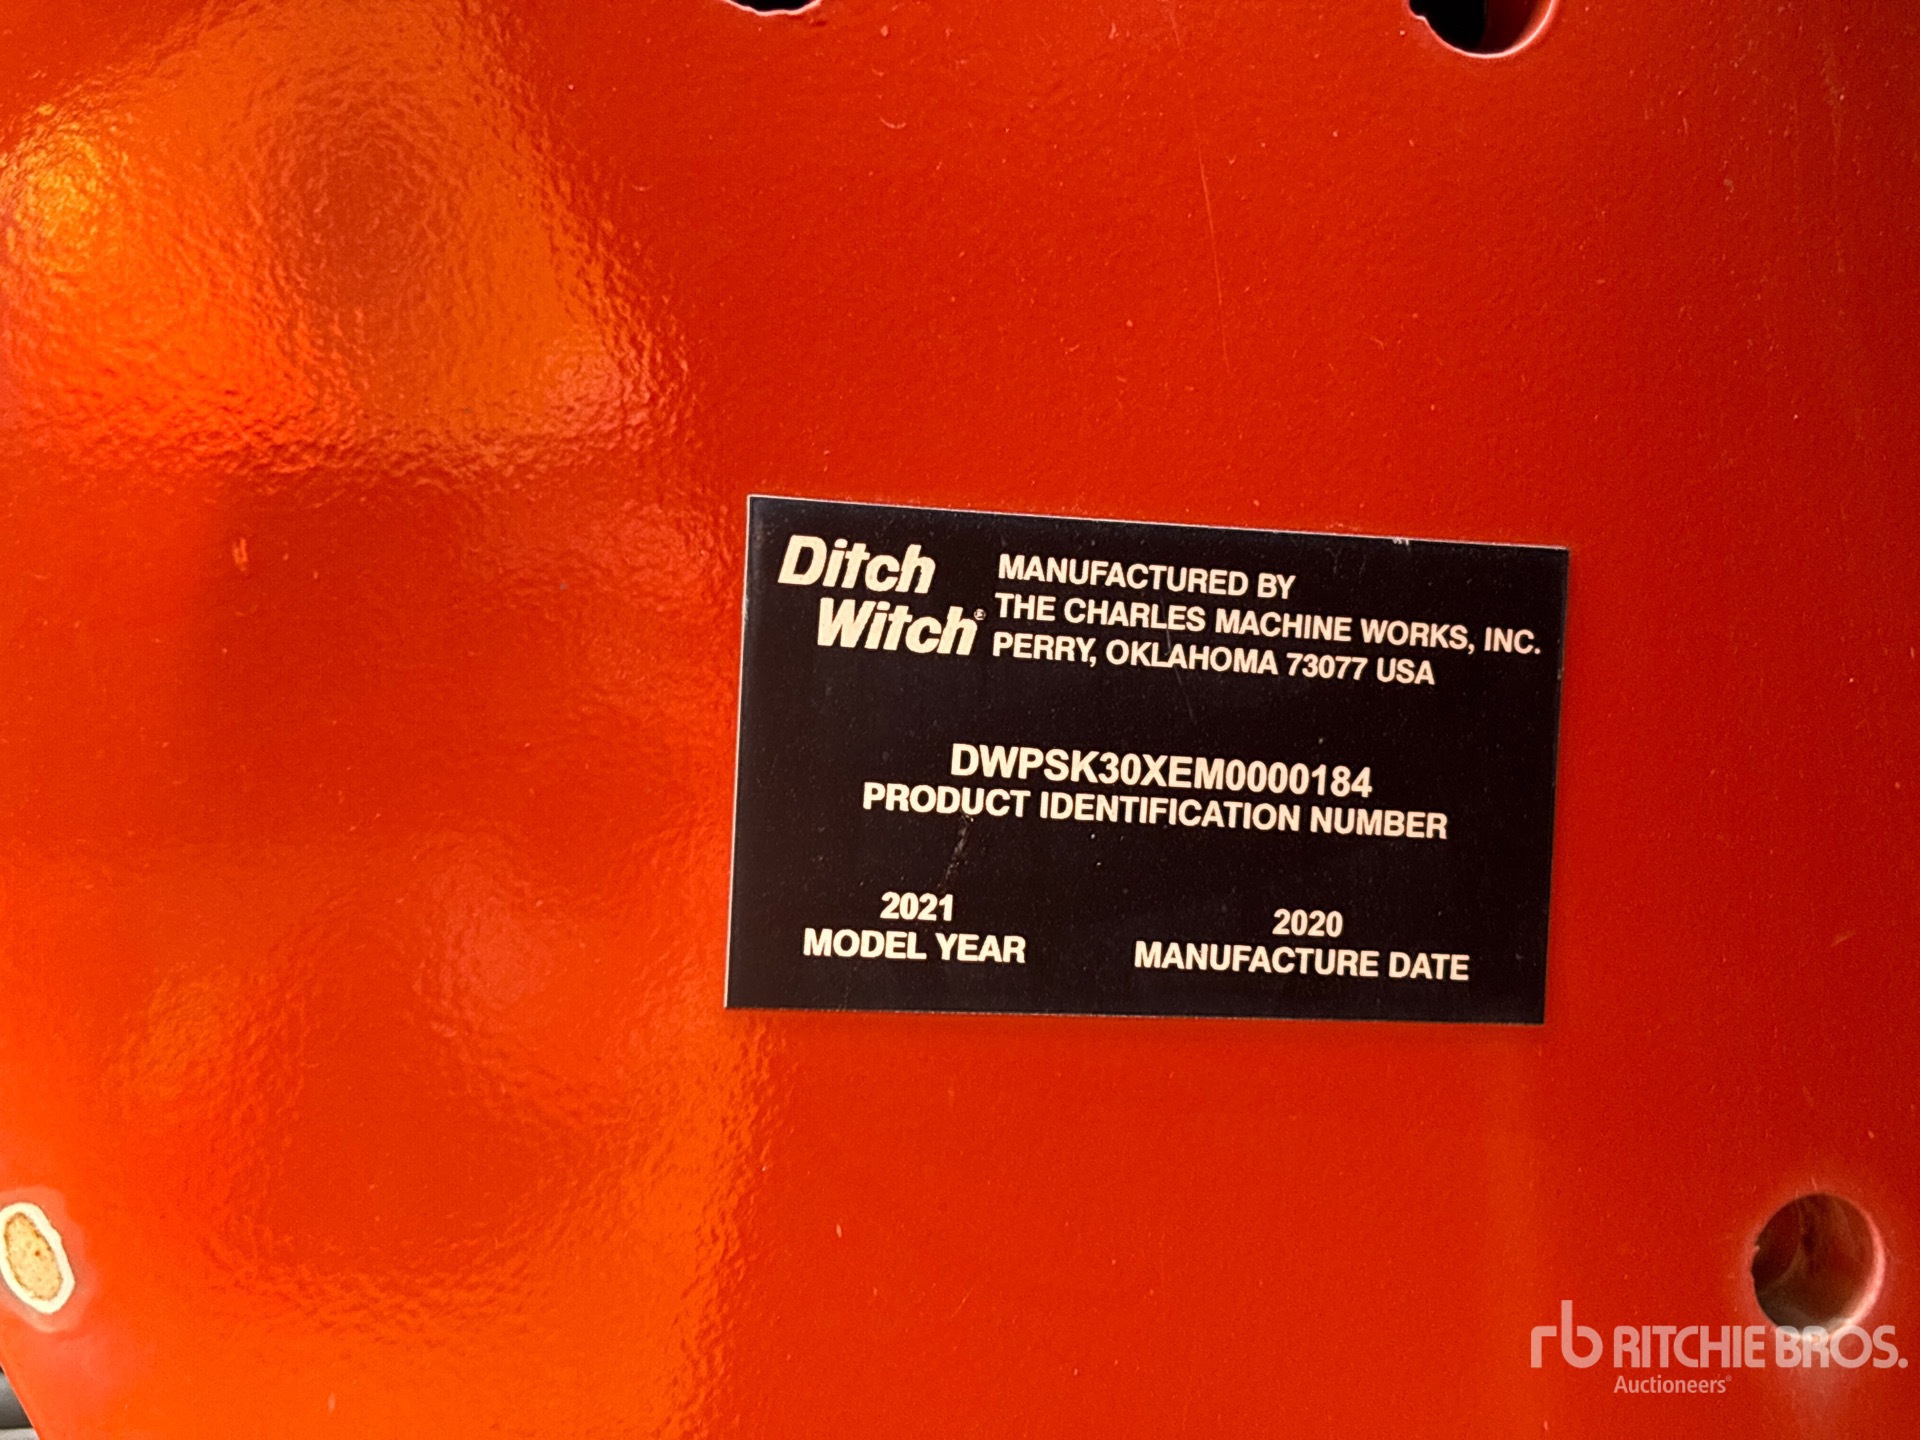 Ditch
Witch®
MANUFACTURED BY
THE CHARLES MACHINE WORKS, INC.
PERRY, OKLAHOMA 73077 USA
DWPSK30XEM0000184
PRODUCT IDENTIFICATION NUMBER
2021
MODEL YEAR
2020
MANUFACTURE DATE
rb RITCHIE BROS.
Auctioneers®